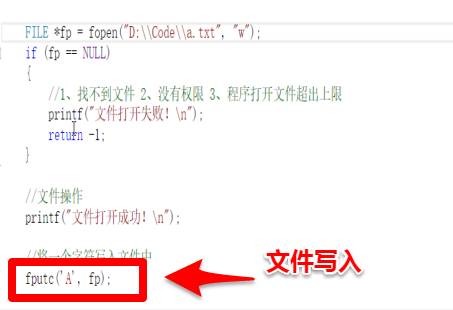 FILE *fp = fopen("D:\\Code\\a.txt", "w");
if (fp == NULL)
{
//1、找不到文件 2、没有权限 3、程序打开文件超出上限
printf("文件打开失败！\n");
return -1;
}
//文件操作
printf("文件打开成功！\n");
//将一个字符写入文件中
fputc('A', fp);
文件写入